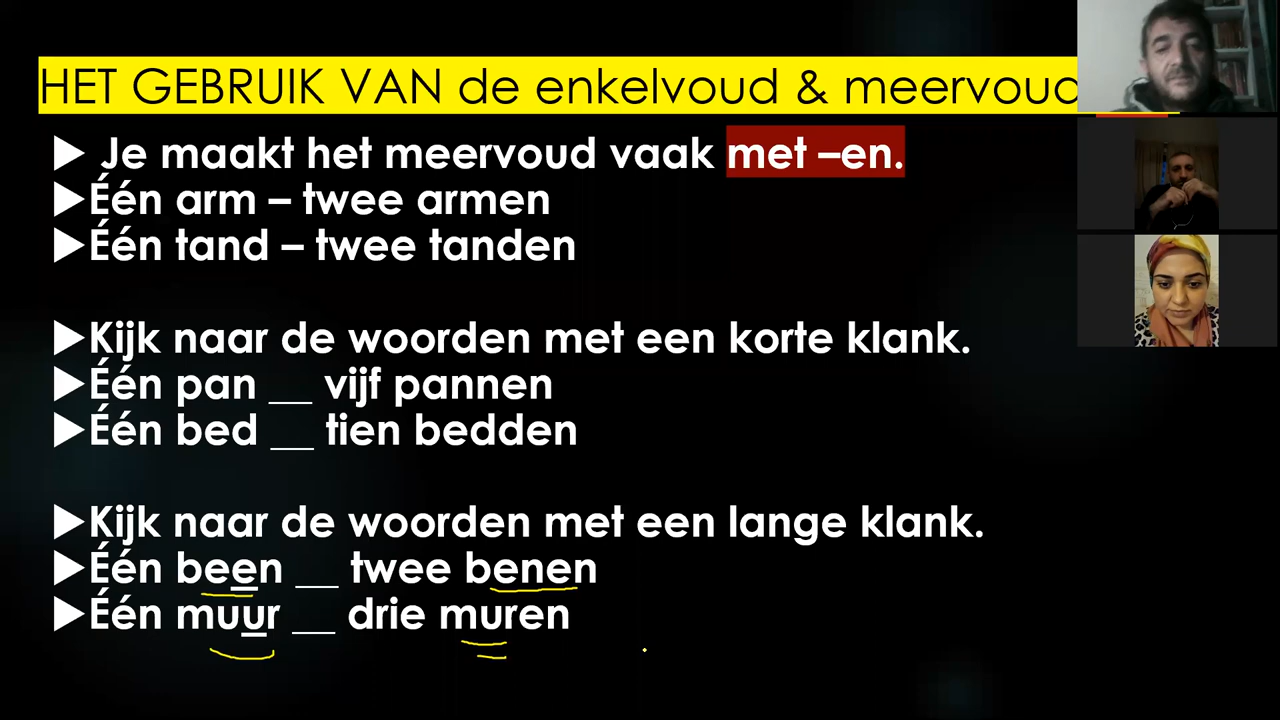 HET GEBRUIK VAN de enkelvoud & meervoud
▶ Je maakt het meervoud vaak met –en.
▶Één arm – twee armen
▶Één tand – twee tanden
▶Kijk naar de woorden met een korte klank.
▶Één pan __ vijf pannen
▶Één bed __ tien bedden
▶Kijk naar de woorden met een lange klank.
▶Één been __ twee benen
▶Één muur __ drie muren